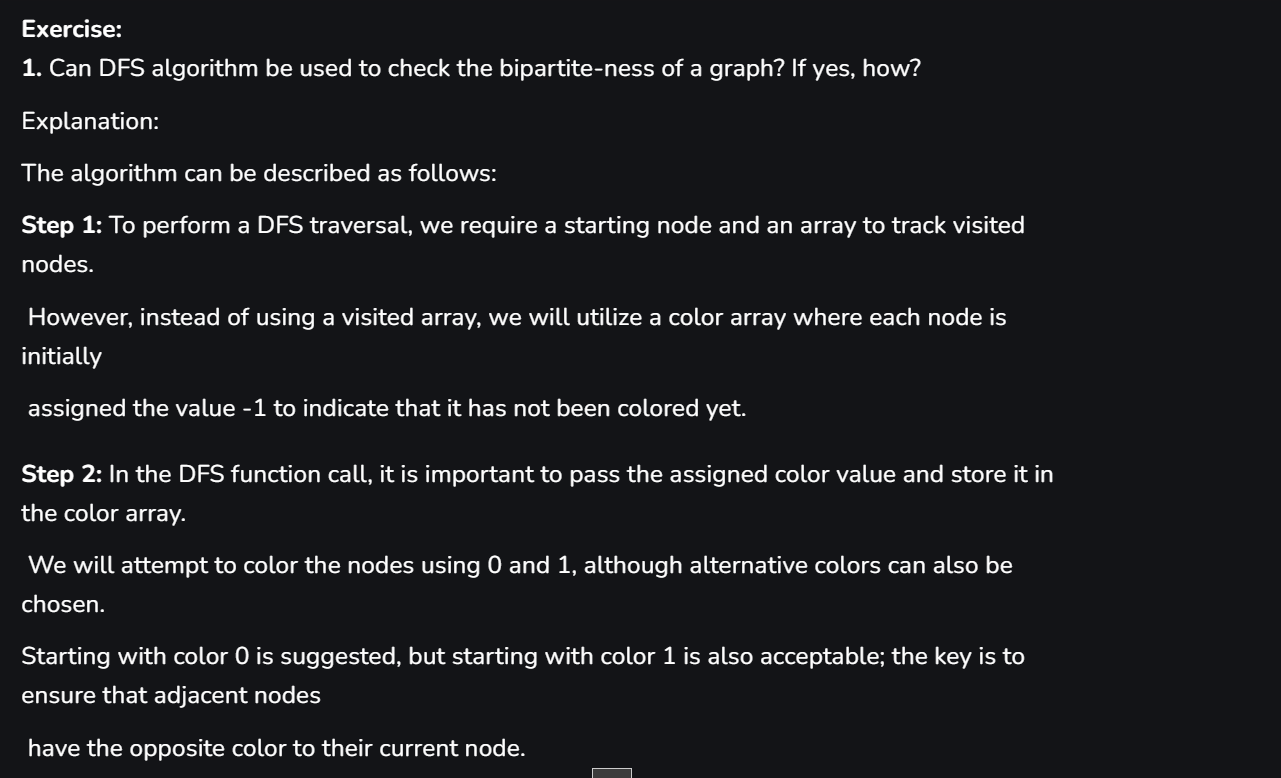 Exercise:
1. Can DFS algorithm be used to check the bipartite-ness of a graph? If yes, how?
Explanation:
The algorithm can be described as follows:
Step 1: To perform a DFS traversal, we require a starting node and an array to track visited
nodes.
However, instead of using a visited array, we will utilize a color array where each node is
initially
assigned the value -1 to indicate that it has not been colored yet.
Step 2: In the DFS function call, it is important to pass the assigned color value and store it in
the color array.
We will attempt to color the nodes using 0 and 1, although alternative colors can also be
chosen.
Starting with color 0 is suggested, but starting with color 1 is also acceptable; the key is to
ensure that adjacent nodes
have the opposite color to their current node.